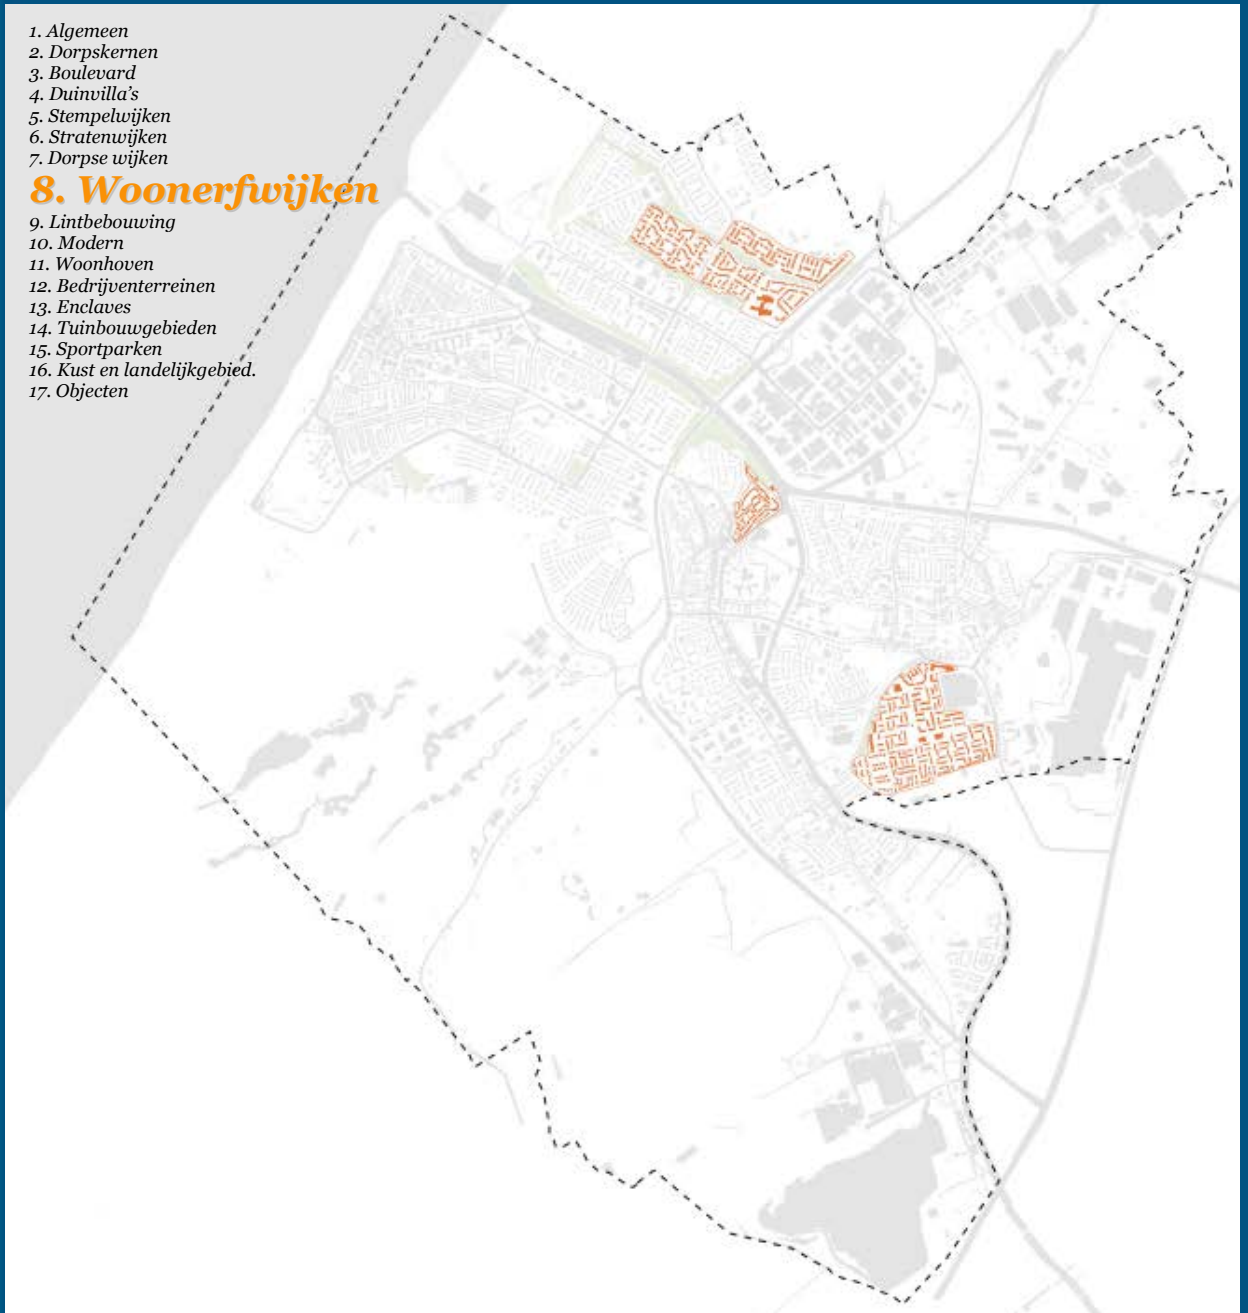 1. Algemeen
2. Dorpskernen
3. Boulevard
4. Duinvilla's
5. Stempelwijken
6. Stratenwijken
7. Dorpse wijken
8. Woonerfwijken
9. Lintbebouwing
10. Modern
11. Woonhoven
12. Bedrijventerreinen
13. Enclaves
14. Tuinbouwgebieden
15. Sportparken
16. Kust en landelijkgebied.
17. Objecten